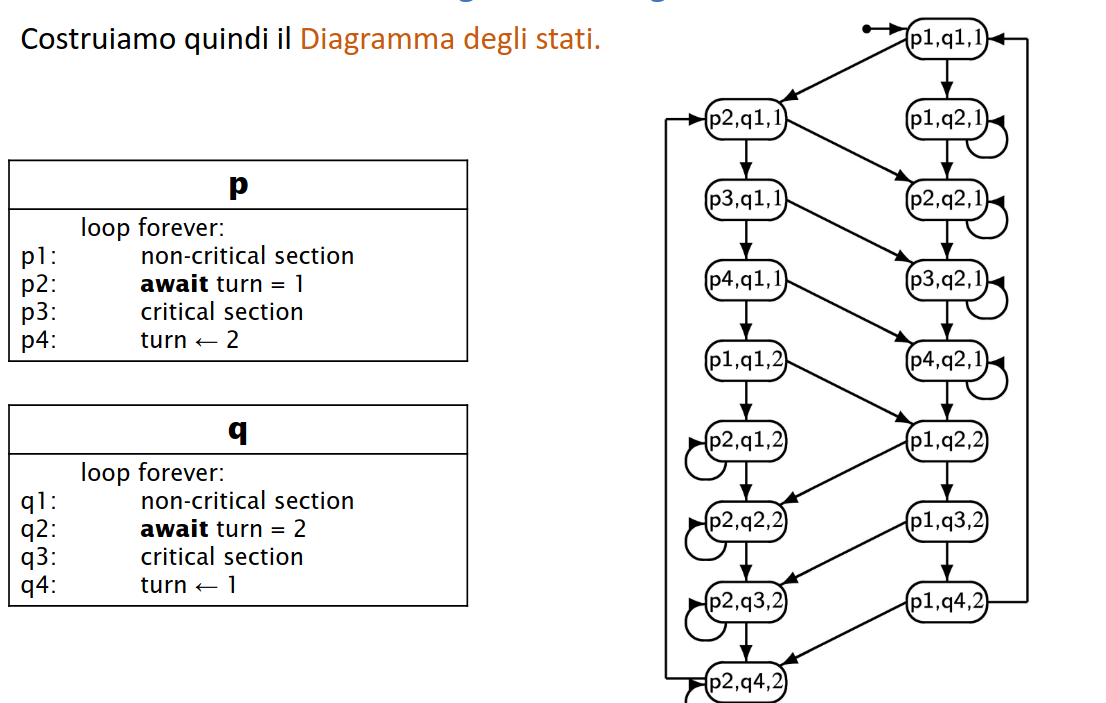 Costruiamo quindi il Diagramma degli stati.
p
loop forever:
p1: non-critical section
p2: await turn = 1
p3: critical section
p4: turn ← 2
q
loop forever:
q1: non-critical section
q2: await turn = 2
q3: critical section
q4: turn ← 1
p1,q1,1
p2,q1,1
p1,q2,1
p3,q1,1
p2,q2,1
p4,q1,1
p3,q2,1
p1,q1,2
p4,q2,1
p2,q1,2
p1,q2,2
p2,q2,2
p1,q3,2
p2,q3,2
p1,q4,2
p2,q4,2